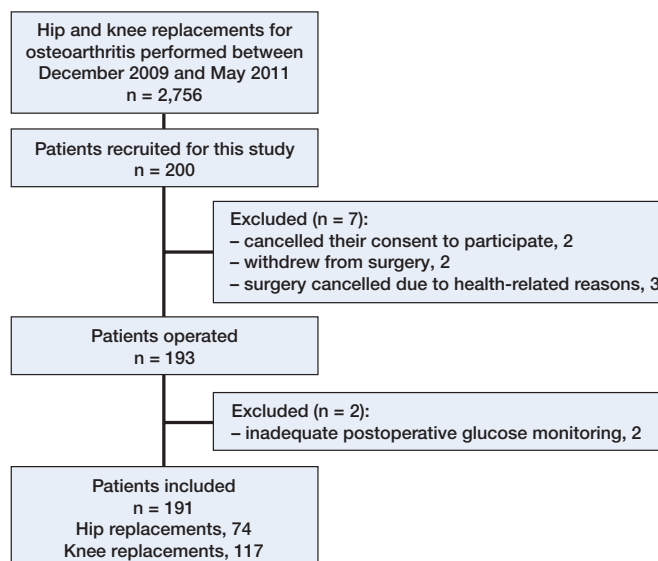 Hip and knee replacements for
osteoarthritis performed between
December 2009 and May 2011
n = 2,756
Patients recruited for this study
n = 200
Excluded (n = 7):
– cancelled their consent to participate, 2
– withdrew from surgery, 2
– surgery cancelled due to health-related reasons, 3
Patients operated
n = 193
Excluded (n = 2):
– inadequate postoperative glucose monitoring, 2
Patients included
n = 191
Hip replacements, 74
Knee replacements, 117